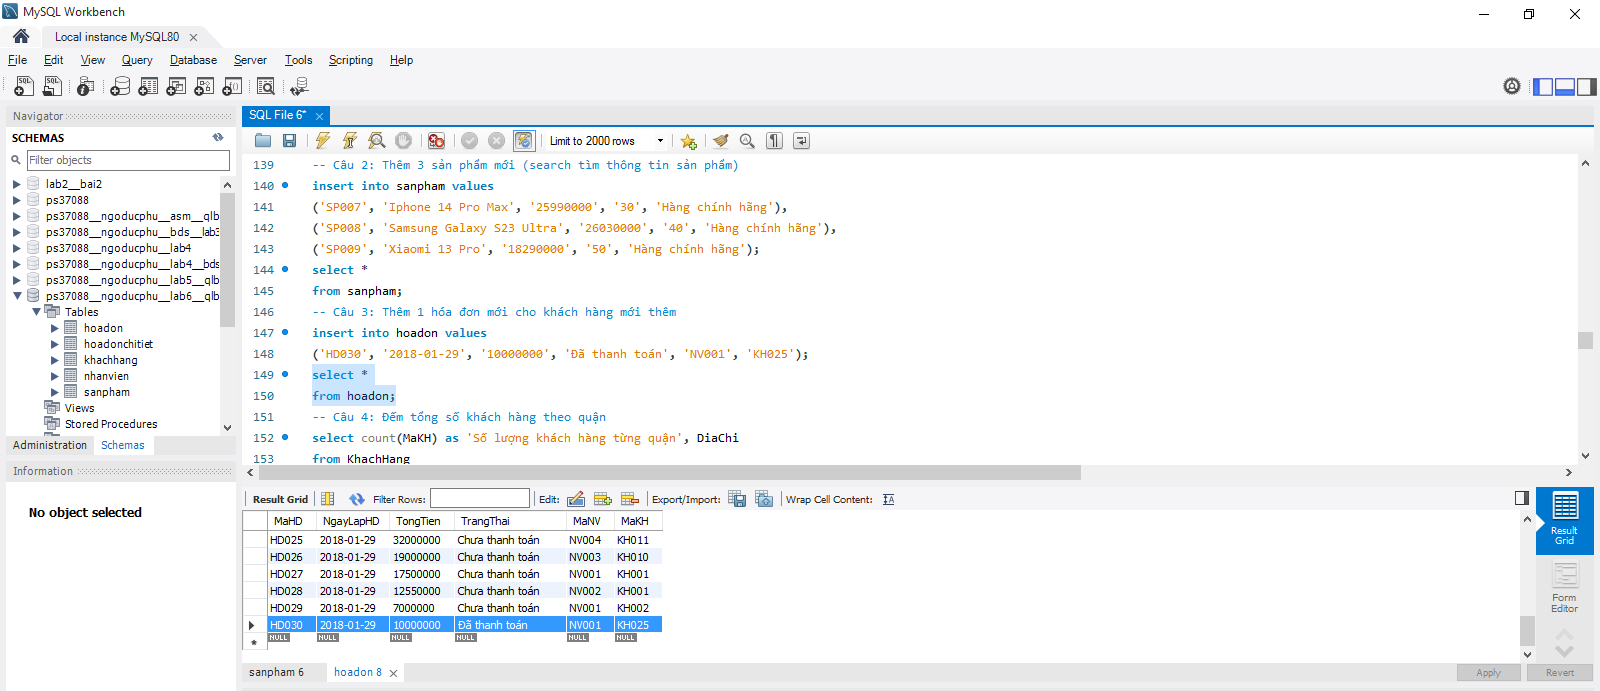 MySQL Workbench
Local instance MySQL80
File Edit View Query Database Server Tools Scripting Help
Navigator
SCHEMAS
Filter objects
lab2__bai2
ps37088
ps37088__ngoducphu__asm__qlb
ps37088__ngoducphu__bds__lab3
ps37088__ngoducphu__lab4
ps37088__ngoducphu__lab4__bds
ps37088__ngoducphu__lab5__qlb
ps37088__ngoducphu__lab6__qlb
Tables
hoadon
hoadonchitiet
khachhang
nhanvien
sanpham
Views
Stored Procedures
Administration Schemas
Information
No object selected
SQL File 6*
Limit to 2000 rows
139 -- Câu 2: Thêm 3 sản phẩm mới (search tìm thông tin sản phẩm)
140 insert into sanpham values
141 ('SP007', 'Iphone 14 Pro Max', '25990000', '30', 'Hàng chính hãng'),
142 ('SP008', 'Samsung Galaxy S23 Ultra', '26030000', '40', 'Hàng chính hãng'),
143 ('SP009', 'Xiaomi 13 Pro', '18290000', '50', 'Hàng chính hãng');
144 select *
145 from sanpham;
146 -- Câu 3: Thêm 1 hóa đơn mới cho khách hàng mới thêm
147 insert into hoadon values
148 ('HD030', '2018-01-29', '10000000', 'Đã thanh toán', 'NV001', 'KH025');
149 select *
150 from hoadon;
151 -- Câu 4: Đếm tổng số khách hàng theo quận
152 select count(MaKH) as 'Số lượng khách hàng từng quận', DiaChi
153 from KhachHang
Result Grid Filter Rows: Edit: Export/Import: Wrap Cell Content:
MaHD NgayLapHD TongTien TrangThai MaNV MaKH
HD025 2018-01-29 32000000 Chưa thanh toán NV004 KH011
HD026 2018-01-29 19000000 Chưa thanh toán NV003 KH010
HD027 2018-01-29 17500000 Chưa thanh toán NV001 KH001
HD028 2018-01-29 12550000 Chưa thanh toán NV002 KH001
HD029 2018-01-29 7000000 Chưa thanh toán NV001 KH002
HD030 2018-01-29 10000000 Đã thanh toán NV001 KH025
NULL NULL NULL NULL NULL NULL
Result
Grid
Form
Editor
sanpham 6 hoadon 8
Apply Revert